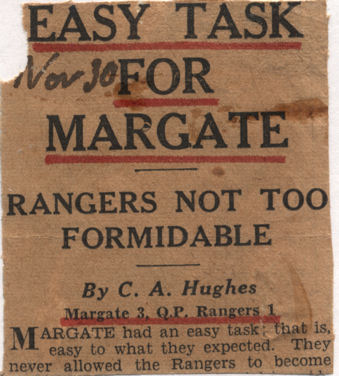 EASY TASK
Nov 30 FOR
MARGATE
RANGERS NOT TOO
FORMIDABLE
By C. A. Hughes
Margate 3, Q.P. Rangers 1
MARGATE had an easy task; that is,
easy to what they expected. They
never allowed the Rangers to become